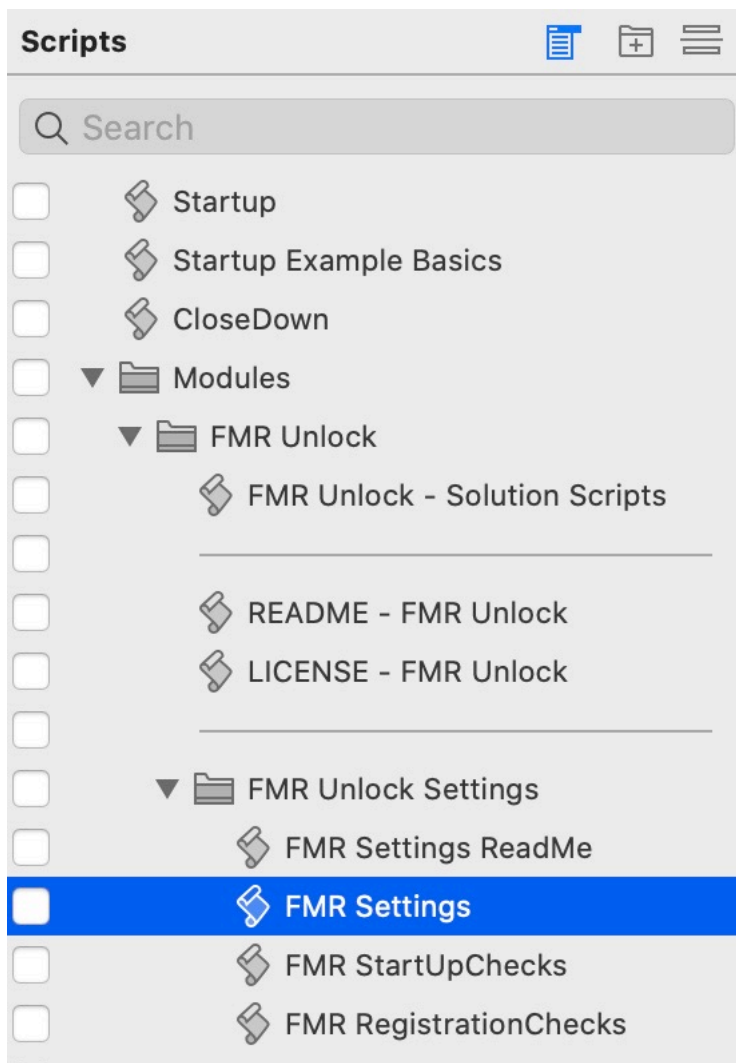 Scripts
Search
Startup
Startup Example Basics
CloseDown
Modules
FMR Unlock
FMR Unlock - Solution Scripts
README - FMR Unlock
LICENSE - FMR Unlock
FMR Unlock Settings
FMR Settings ReadMe
FMR Settings
FMR StartUpChecks
FMR RegistrationChecks